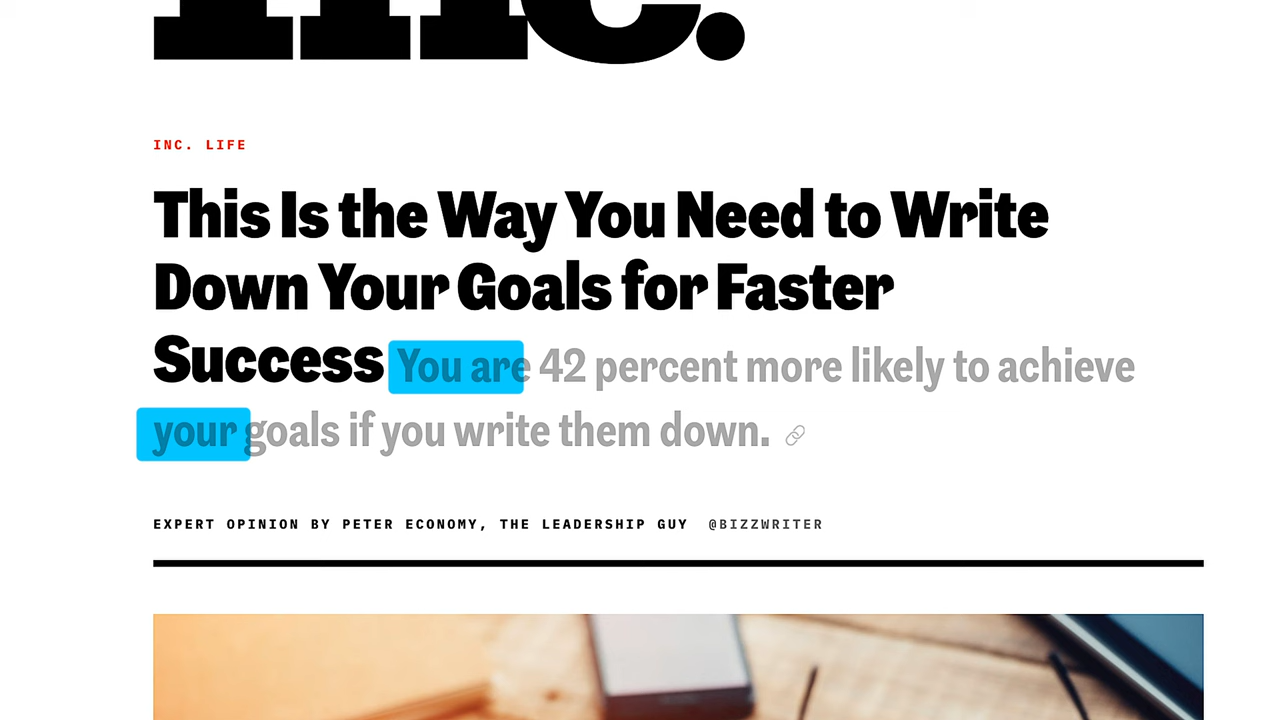 Inc.
INC. LIFE
This Is the Way You Need to Write
Down Your Goals for Faster
Success You are 42 percent more likely to achieve
your goals if you write them down.
EXPERT OPINION BY PETER ECONOMY, THE LEADERSHIP GUY @BIZZWRITER